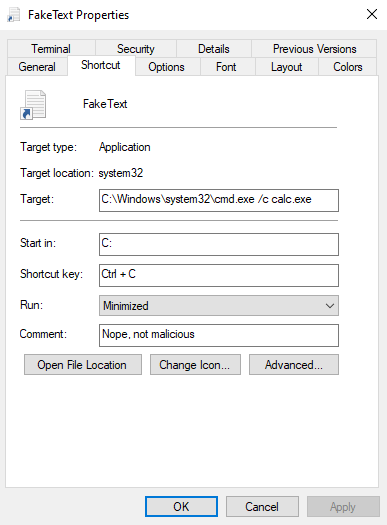 FakeText Properties
Terminal Security Details Previous Versions
General Shortcut Options Font Layout Colors
FakeText
Target type: Application
Target location: system32
Target: C:\Windows\system32\cmd.exe /c calc.exe
Start in: C:
Shortcut key: Ctrl + C
Run: Minimized
Comment: Nope, not malicious
Open File Location Change Icon... Advanced...
OK Cancel Apply